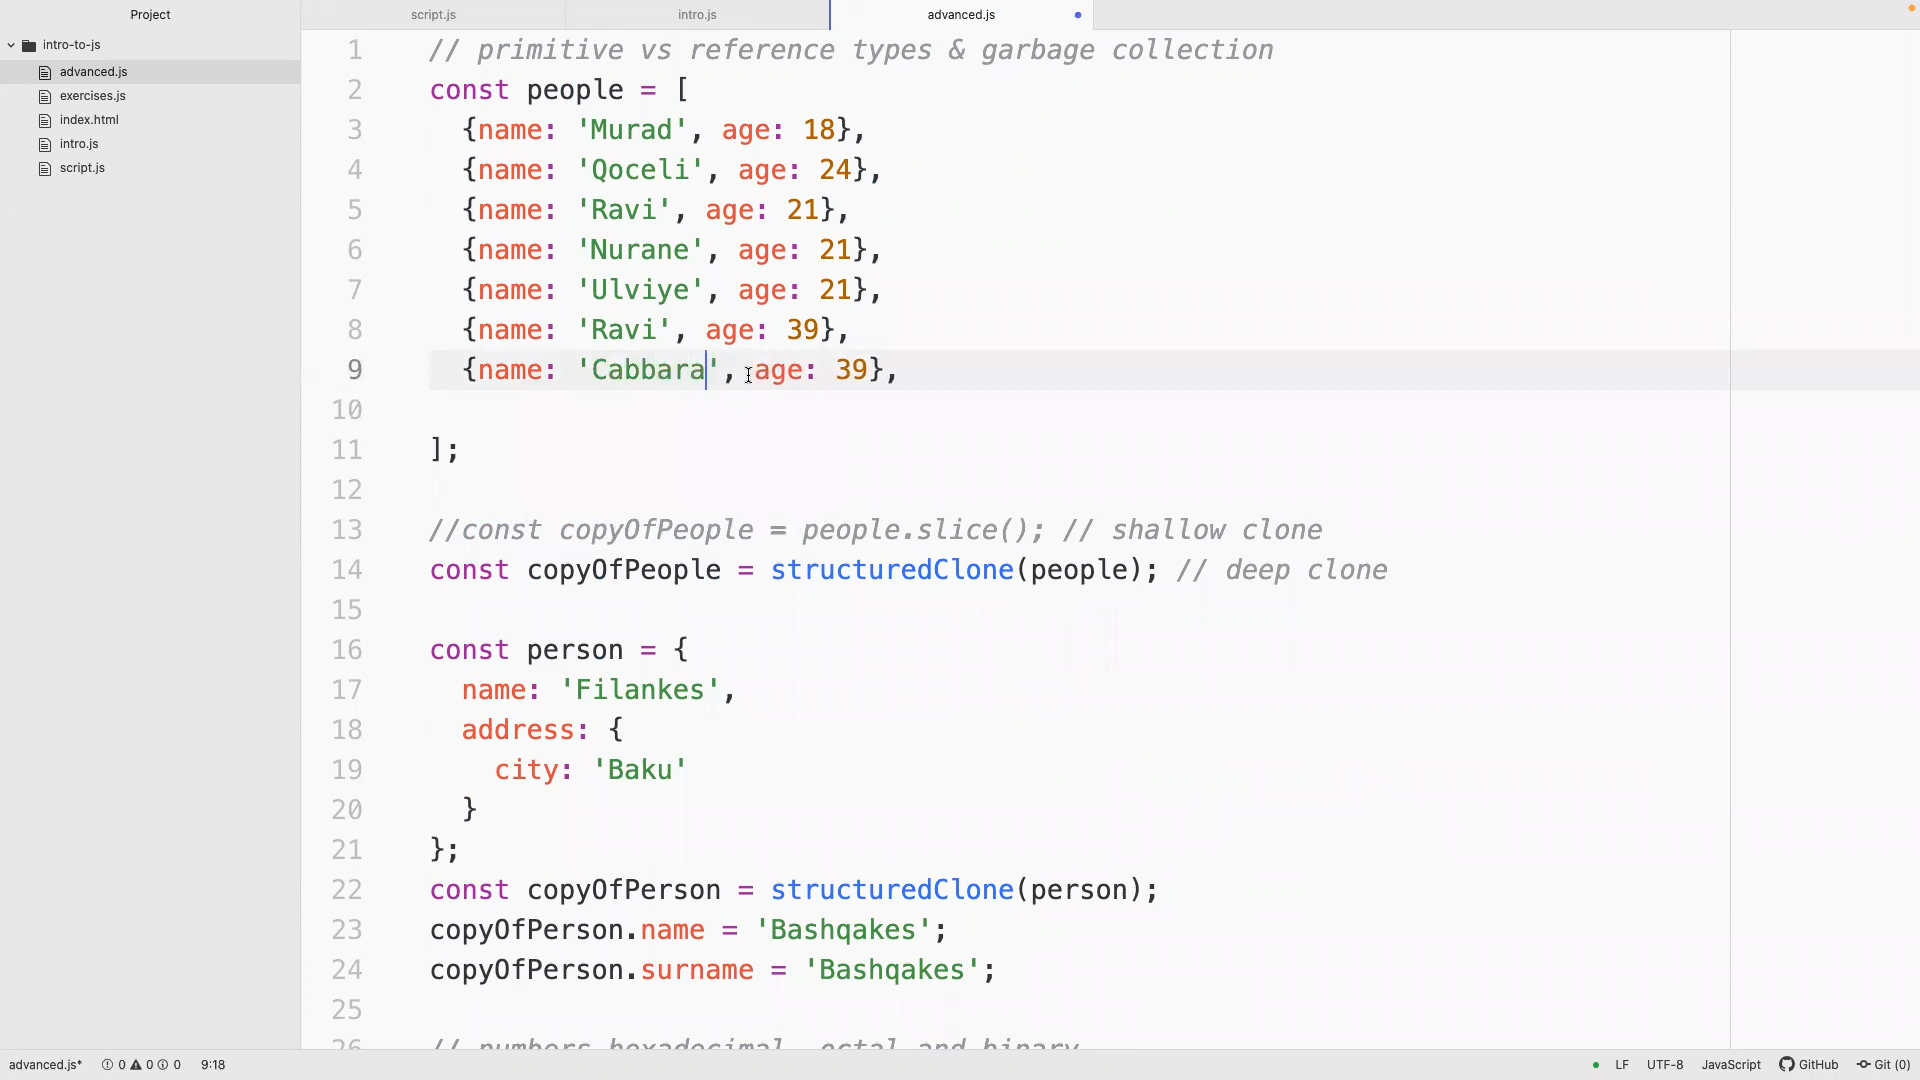 Project
script.js
intro.js
advanced.js
intro-to-js
advanced.js
exercises.js
index.html
intro.js
script.js
1 // primitive vs reference types & garbage collection
2 const people = [
3 {name: 'Murad', age: 18},
4 {name: 'Qoceli', age: 24},
5 {name: 'Ravi', age: 21},
6 {name: 'Nurane', age: 21},
7 {name: 'Ulviye', age: 21},
8 {name: 'Ravi', age: 39},
9 {name: 'Cabbara', age: 39},
10
11 ];
12
13 //const copyOfPeople = people.slice(); // shallow clone
14 const copyOfPeople = structuredClone(people); // deep clone
15
16 const person = {
17 name: 'Filankes',
18 address: {
19 city: 'Baku'
20 }
21 };
22 const copyOfPerson = structuredClone(person);
23 copyOfPerson.name = 'Bashqakes';
24 copyOfPerson.surname = 'Bashqakes';
25
26 // numbers hexadecimal, octal and binary
advanced.js* 0 0 0 9:18 LF UTF-8 JavaScript GitHub Git (0)